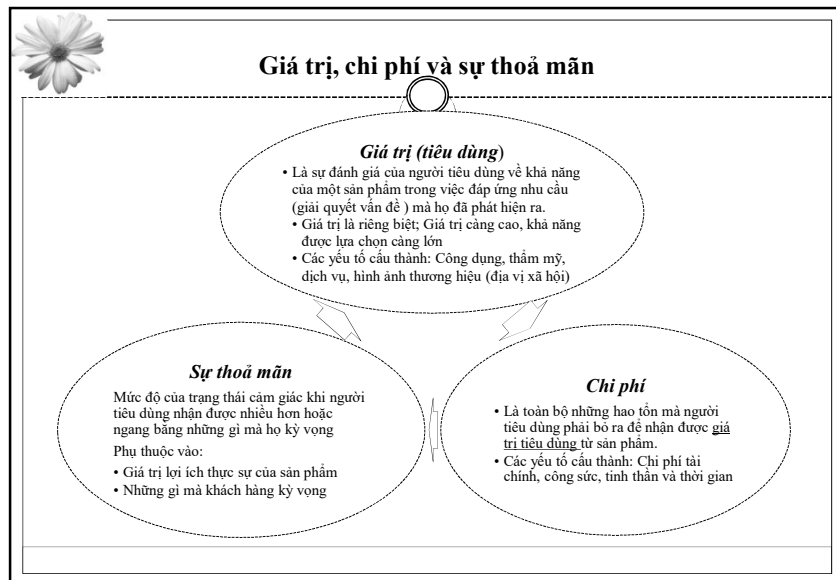 Giá trị, chi phí và sự thoả mãn
Giá trị (tiêu dùng)
• Là sự đánh giá của người tiêu dùng về khả năng
của một sản phẩm trong việc đáp ứng nhu cầu
(giải quyết vấn đề ) mà họ đã phát hiện ra.
• Giá trị là riêng biệt; Giá trị càng cao, khả năng
được lựa chọn càng lớn
• Các yếu tố cấu thành: Công dụng, thẩm mỹ,
dịch vụ, hình ảnh thương hiệu (địa vị xã hội)
Sự thoả mãn
Mức độ của trạng thái cảm giác khi người
tiêu dùng nhận được nhiều hơn hoặc
ngang bằng những gì mà họ kỳ vọng
Phụ thuộc vào:
• Giá trị lợi ích thực sự của sản phẩm
• Những gì mà khách hàng kỳ vọng
Chi phí
• Là toàn bộ những hao tổn mà người
tiêu dùng phải bỏ ra để nhận được giá
trị tiêu dùng từ sản phẩm.
• Các yếu tố cấu thành: Chi phí tài
chính, công sức, tinh thần và thời gian